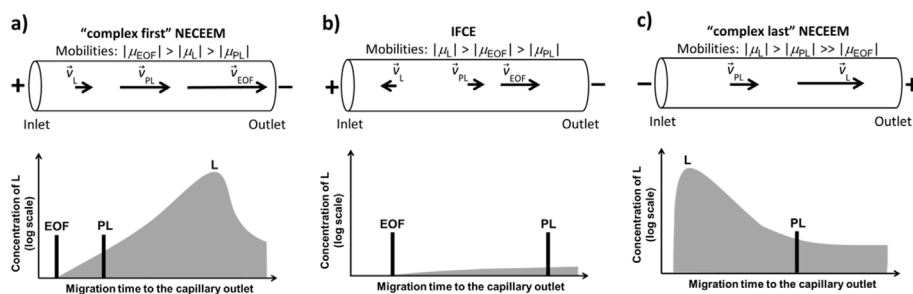 a)
"complex first" NECEEM
Mobilities: |μEOF| > |μL| > |μPL|
+
v⃗L
v⃗PL
v⃗EOF
−
Inlet
Outlet
Concentration of L
(log scale)
EOF
PL
L
Migration time to the capillary outlet
b)
IFCE
Mobilities: |μL| > |μEOF| > |μPL|
+
v⃗L
v⃗PL
v⃗EOF
−
Inlet
Outlet
Concentration of L
(log scale)
EOF
PL
Migration time to the capillary outlet
c)
"complex last" NECEEM
Mobilities: |μL| > |μPL| >> |μEOF|
−
v⃗PL
v⃗L
+
Inlet
Outlet
Concentration of L
(log scale)
L
PL
Migration time to the capillary outlet